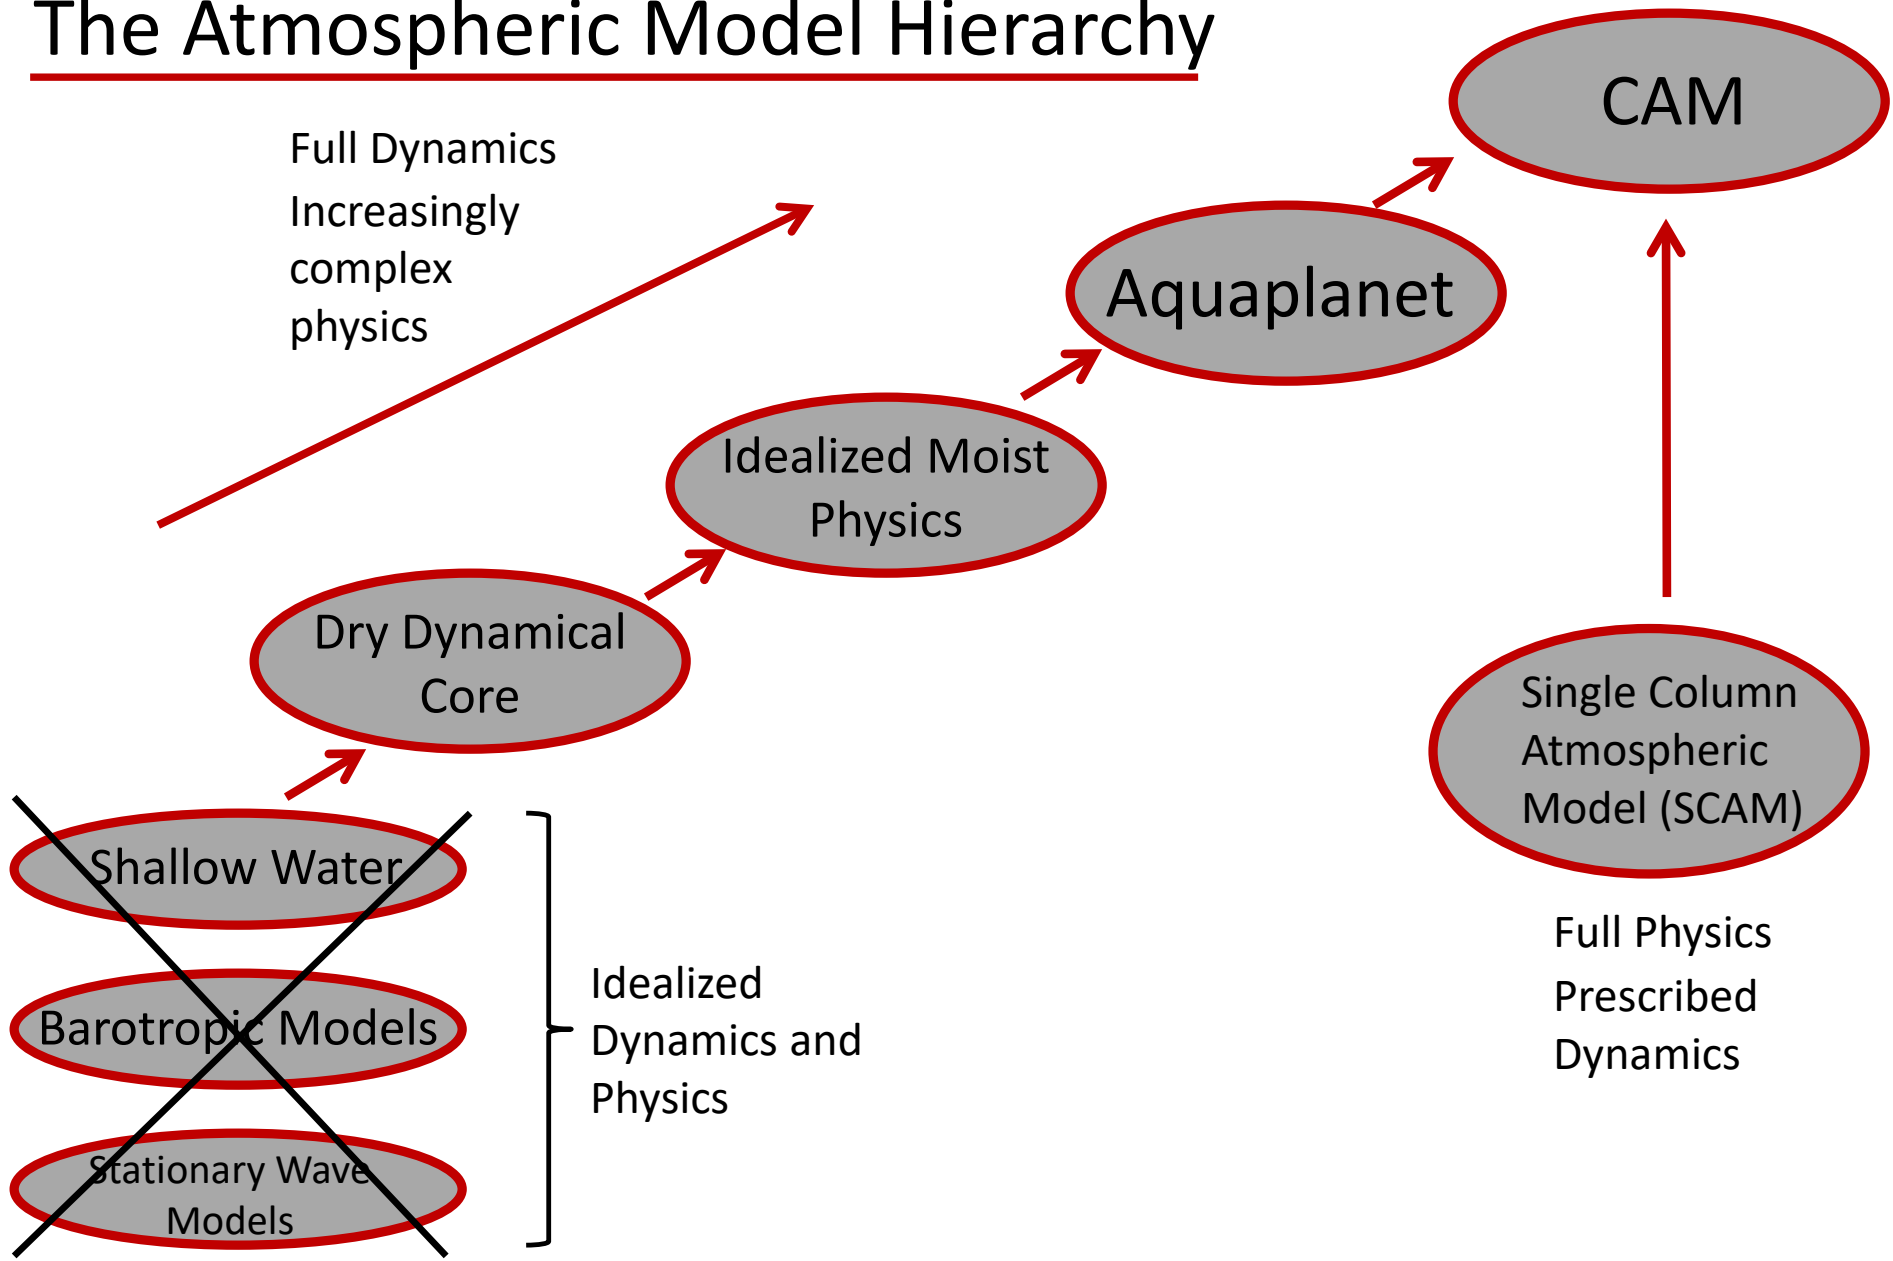 The Atmospheric Model Hierarchy
CAM
Full Dynamics
Increasingly
complex
physics
Aquaplanet
Idealized Moist
Physics
Dry Dynamical
Core
Single Column
Atmospheric
Model (SCAM)
Shallow Water
Barotropic Models
Stationary Wave
Models
Idealized
Dynamics and
Physics
Full Physics
Prescribed
Dynamics